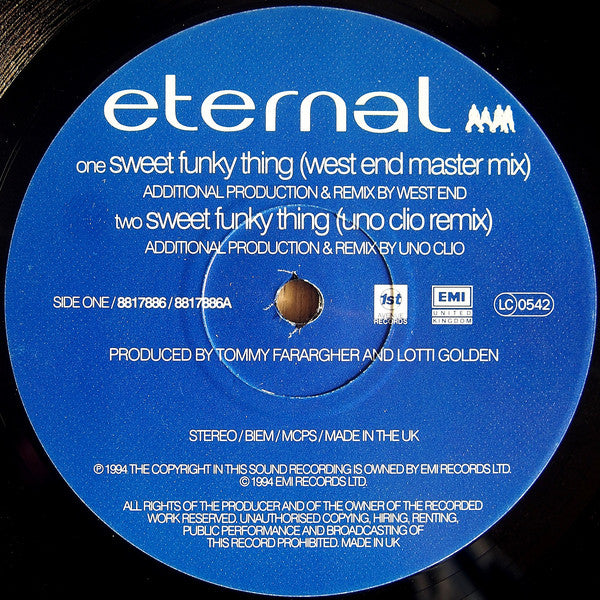 eternal
one sweet funky thing (west end master mix)
ADDITIONAL PRODUCTION & REMIX BY WEST END
two sweet funky thing (uno clio remix)
ADDITIONAL PRODUCTION & REMIX BY UNO CLIO
SIDE ONE / 8817886 / 8817886A
1st
AVENUE
RECORDS
EMI
UNITED
KINGDOM
LC 0542
PRODUCED BY TOMMY FARARGHER AND LOTTI GOLDEN
STEREO / BIEM / MCPS / MADE IN THE UK
℗ 1994 THE COPYRIGHT IN THIS SOUND RECORDING IS OWNED BY EMI RECORDS LTD.
© 1994 EMI RECORDS LTD.
ALL RIGHTS OF THE PRODUCER AND OF THE OWNER OF THE RECORDED
WORK RESERVED. UNAUTHORISED COPYING, HIRING, RENTING,
PUBLIC PERFORMANCE AND BROADCASTING OF
THIS RECORD PROHIBITED. MADE IN UK